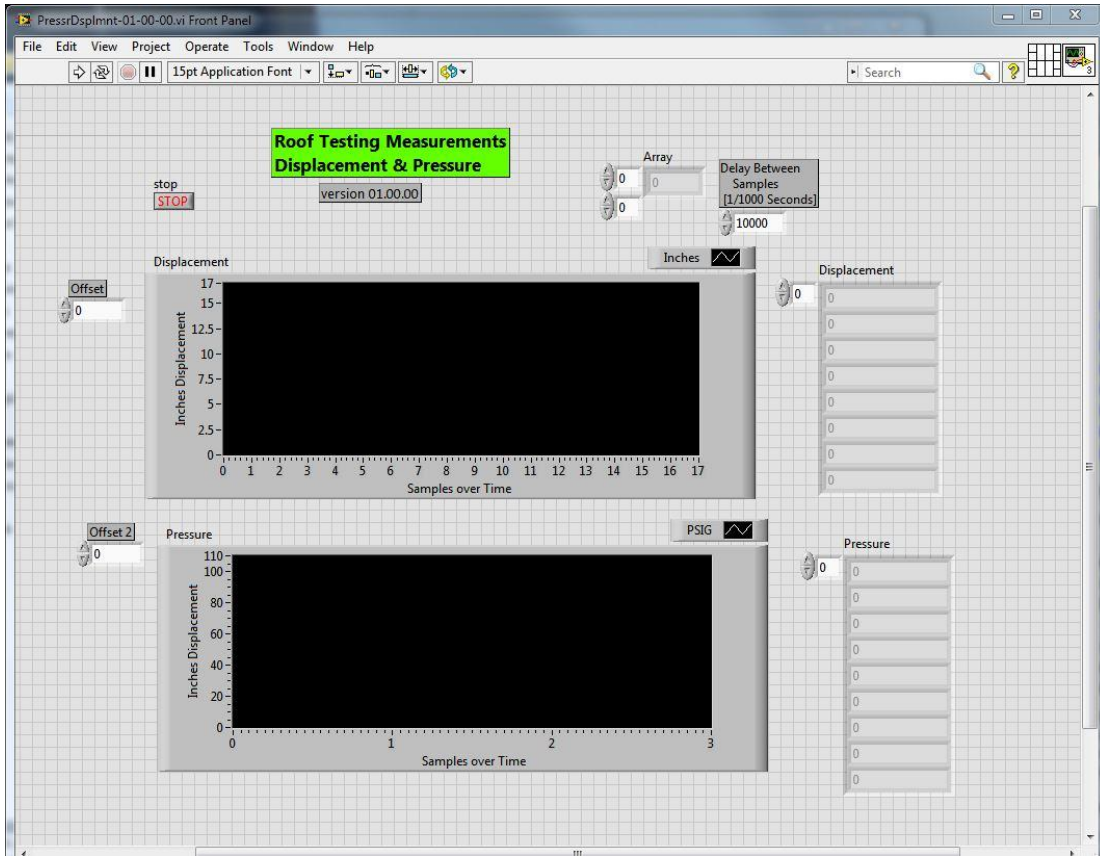 PressrDsplmnt-01-00-00.vi Front Panel
File Edit View Project Operate Tools Window Help
15pt Application Font
Search
3
Roof Testing Measurements
Displacement & Pressure
version 01.00.00
stop
STOP
Array
0
0
0
Delay Between
Samples
[1/1000 Seconds]
10000
Offset
0
Displacement
Inches
17
15
12.5
10
7.5
5
2.5
0
Inches Displacement
0 1 2 3 4 5 6 7 8 9 10 11 12 13 14 15 16 17
Samples over Time
Displacement
0
0
0
0
0
0
0
0
0
Offset 2
0
Pressure
PSIG
110
100
80
60
40
20
0
Inches Displacement
0 1 2 3
Samples over Time
Pressure
0
0
0
0
0
0
0
0
0
0